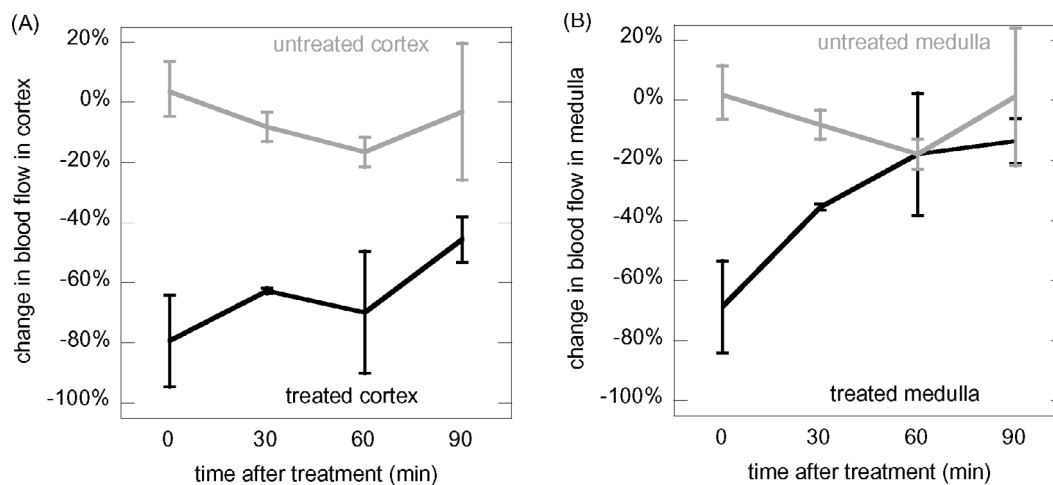 (A)
20%
0%
-20%
-40%
-60%
-80%
-100%
change in blood flow in cortex
untreated cortex
treated cortex
0 30 60 90
time after treatment (min)
(B)
20%
0%
-20%
-40%
-60%
-80%
-100%
change in blood flow in medulla
untreated medulla
treated medulla
0 30 60 90
time after treatment (min)